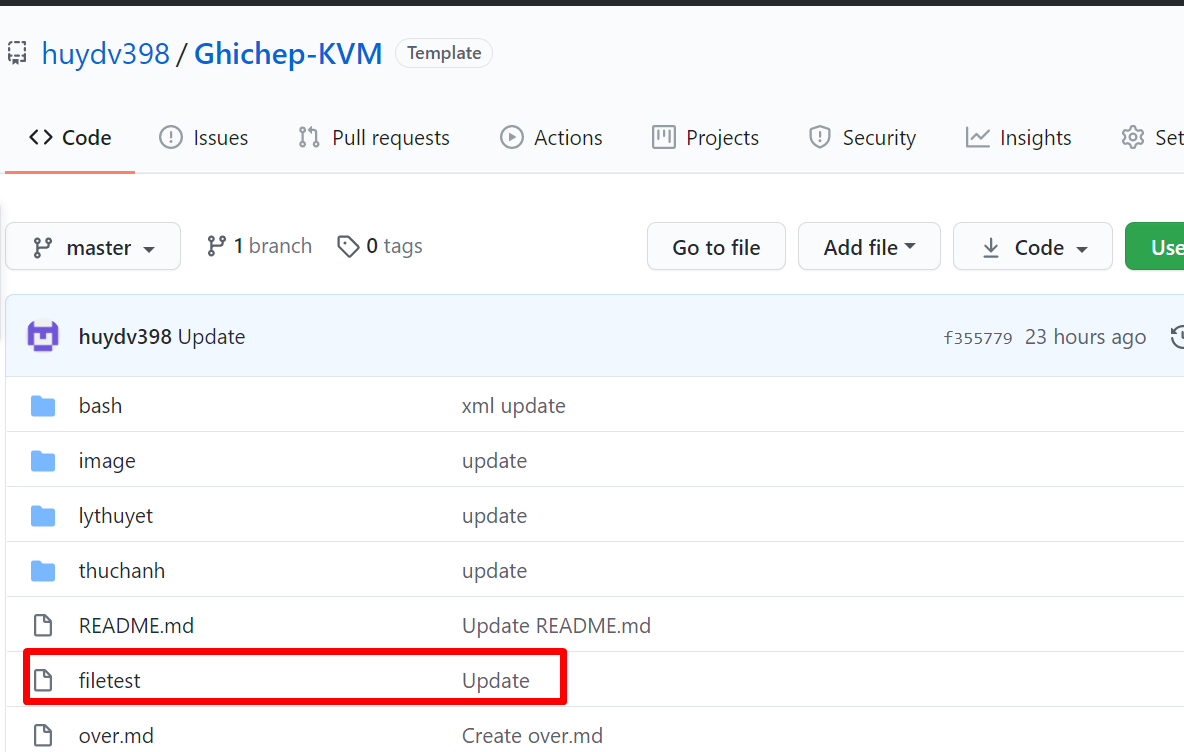 huydv398 / Ghichep-KVM Template
Code Issues Pull requests Actions Projects Security Insights Set
master 1 branch 0 tags Go to file Add file Code Use
huydv398 Update f355779 23 hours ago
bash xml update
image update
lythuyet update
thuchanh update
README.md Update README.md
filetest Update
over.md Create over.md